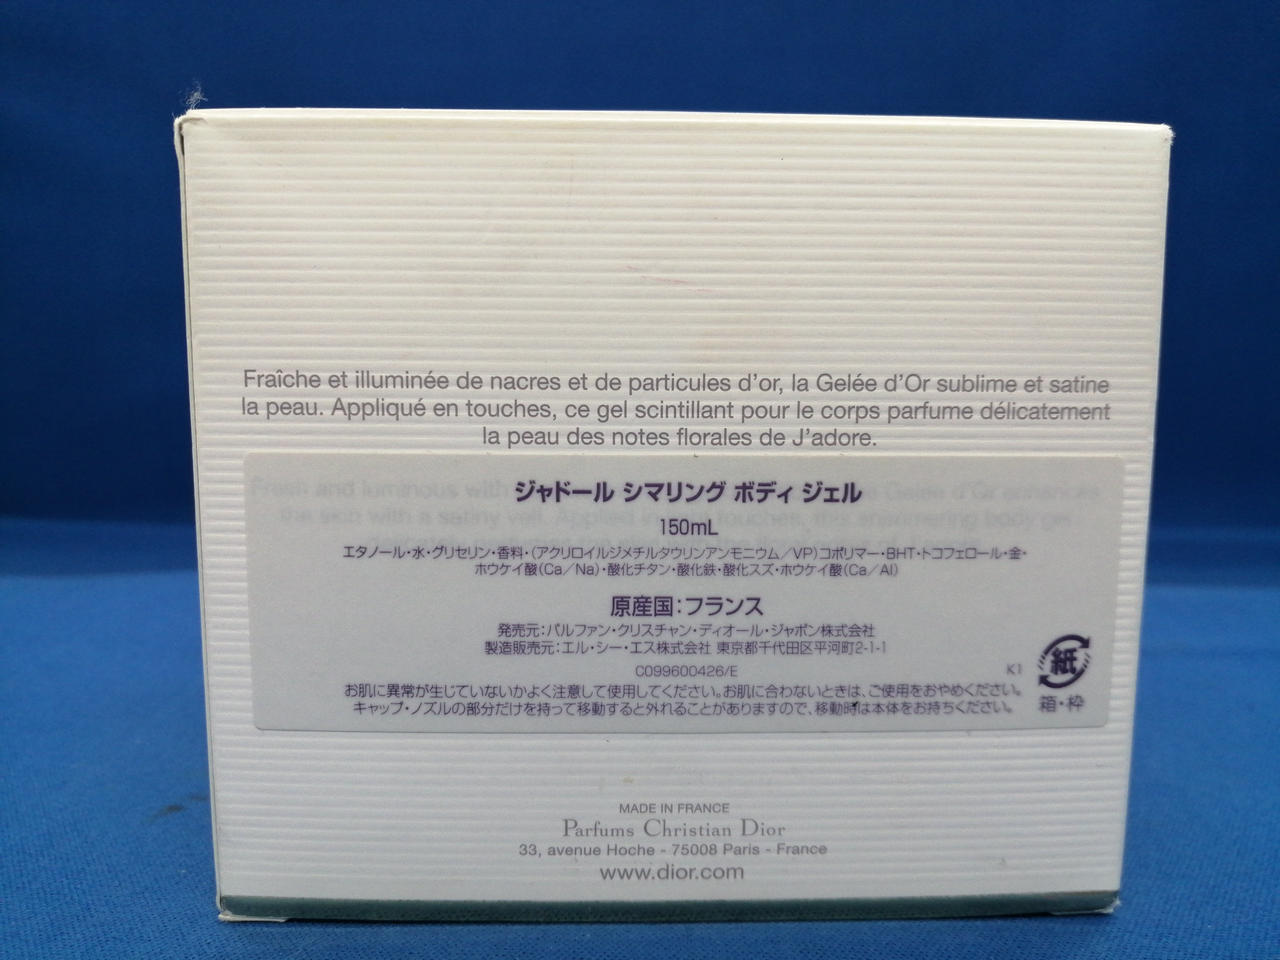 Fraîche et illuminée de nacres et de particules d'or, la Gelée d'Or sublime et satine
la peau. Appliqué en touches, ce gel scintillant pour le corps parfume délicatement
la peau des notes florales de J'adore.
ジャドール シマリング ボディ ジェル
150mL
エタノール・水・グリセリン・香料・(アクリロイルジメチルタウリンアンモニウム/VP)コポリマー・BHT・トコフェロール・金・
ホウケイ酸(Ca/Na)・酸化チタン・酸化鉄・酸化スズ・ホウケイ酸(Ca/Al)
原産国:フランス
発売元:パルファン・クリスチャン・ディオール・ジャポン株式会社
製造販売元:エル・シー・エス株式会社 東京都千代田区平河町2-1-1
C099600426/E
K1
お肌に異常が生じていないかよく注意して使用してください。お肌に合わないときは、ご使用をおやめください。
キャップ・ノズルの部分だけを持って移動すると外れることがありますので、移動時は本体をお持ちください。
紙
箱・枠
MADE IN FRANCE
Parfums Christian Dior
33, avenue Hoche - 75008 Paris - France
www.dior.com